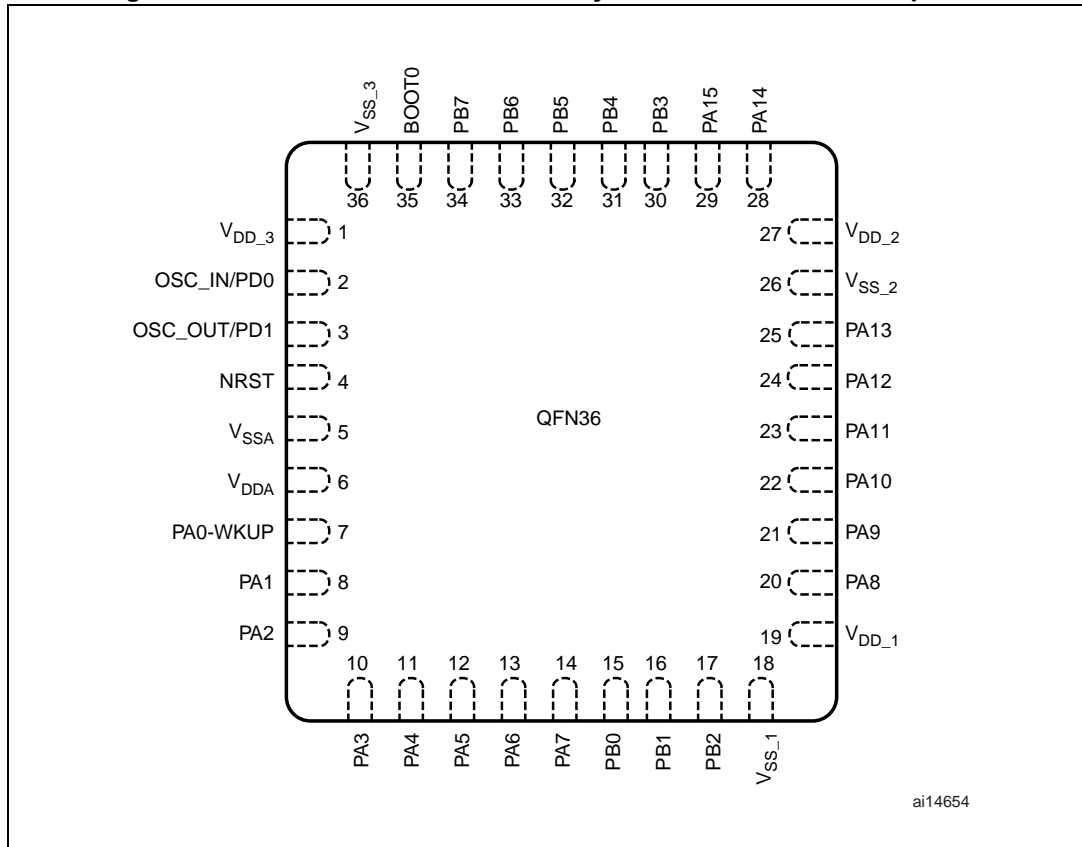 VSS_3
BOOT0
PB7
PB6
PB5
PB4
PB3
PA15
PA14
36 35 34 33 32 31 30 29 28
VDD_3 1
OSC_IN/PD0 2
OSC_OUT/PD1 3
NRST 4
VSSA 5
VDDA 6
PA0-WKUP 7
PA1 8
PA2 9
QFN36
27 VDD_2
26 VSS_2
25 PA13
24 PA12
23 PA11
22 PA10
21 PA9
20 PA8
19 VDD_1
10 11 12 13 14 15 16 17 18
PA3
PA4
PA5
PA6
PA7
PB0
PB1
PB2
VSS_1
ai14654